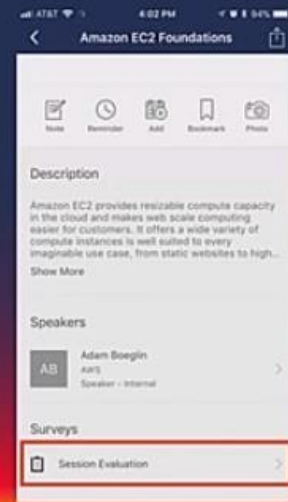 AT&T 4:02 PM 94%
Amazon EC2 Foundations
Note Reminder Add Bookmark Photo
Description
Amazon EC2 provides resizable compute capacity
in the cloud and makes web scale computing
easier for customers. It offers a wide variety of
compute instances is well suited to every
imaginable use case, from static websites to high...
Show More
Speakers
AB
Adam Boeglin
AWS
Speaker - Internal
Surveys
Session Evaluation